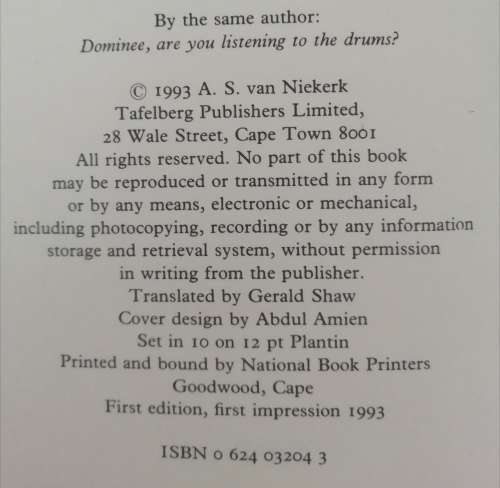 By the same author:
Dominee, are you listening to the drums?
© 1993 A. S. van Niekerk
Tafelberg Publishers Limited,
28 Wale Street, Cape Town 8001
All rights reserved. No part of this book
may be reproduced or transmitted in any form
or by any means, electronic or mechanical,
including photocopying, recording or by any information
storage and retrieval system, without permission
in writing from the publisher.
Translated by Gerald Shaw
Cover design by Abdul Amien
Set in 10 on 12 pt Plantin
Printed and bound by National Book Printers
Goodwood, Cape
First edition, first impression 1993
ISBN 0 624 03204 3